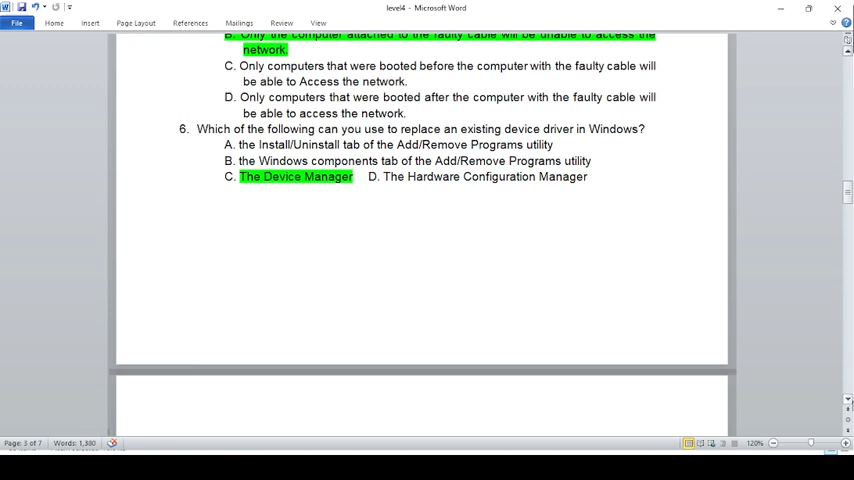 level4 - Microsoft Word
File Home Insert Page Layout References Mailings Review View
B. Only the computer attached to the faulty cable will be unable to access the
network.
C. Only computers that were booted before the computer with the faulty cable will
be able to Access the network.
D. Only computers that were booted after the computer with the faulty cable will
be able to access the network.
6. Which of the following can you use to replace an existing device driver in Windows?
A. the Install/Uninstall tab of the Add/Remove Programs utility
B. the Windows components tab of the Add/Remove Programs utility
C. The Device Manager D. The Hardware Configuration Manager
Page: 3 of 7 Words: 1,380 120%